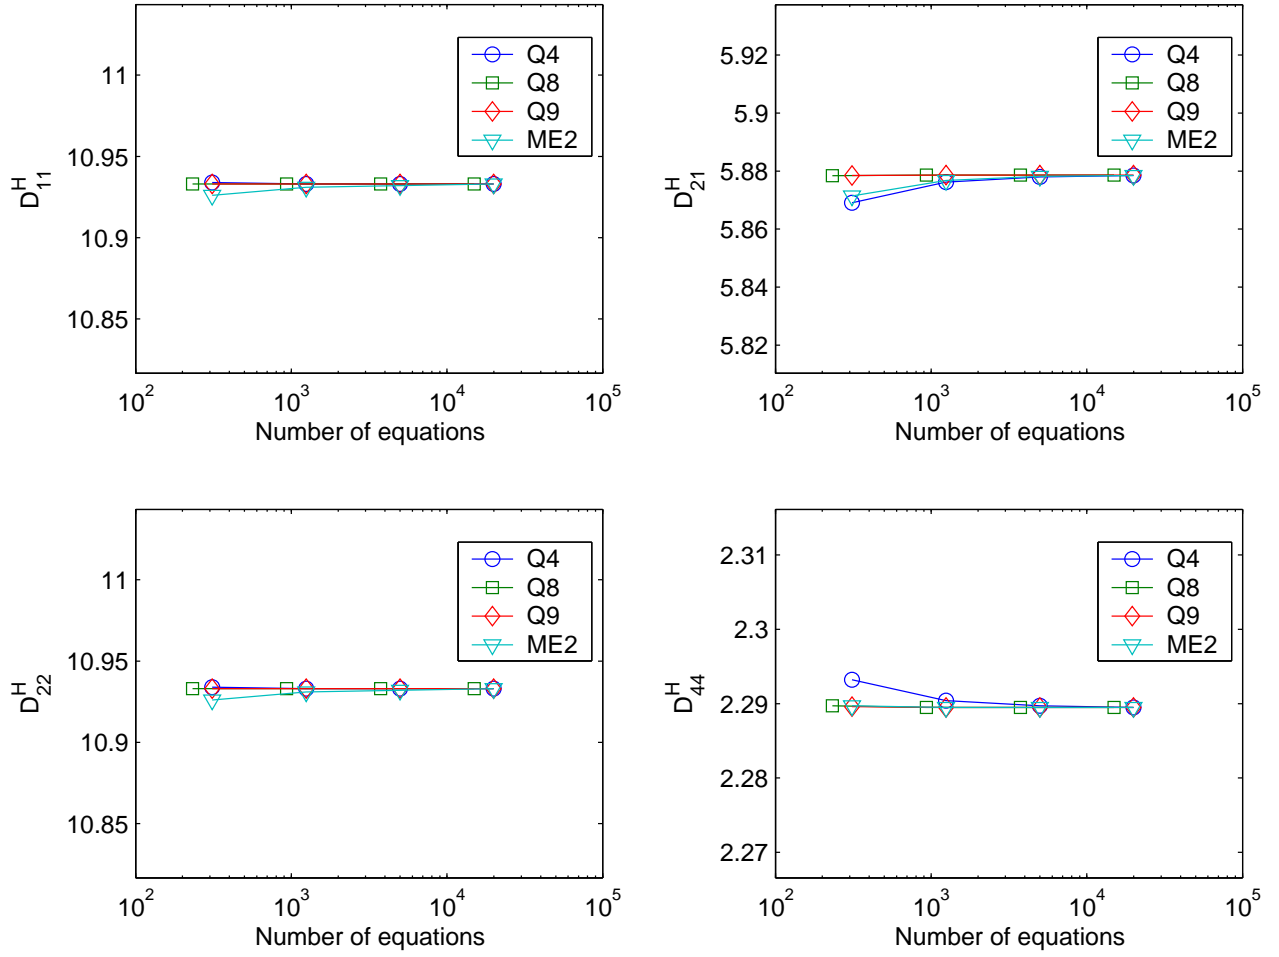 11
10.95
10.9
10.85
D11^H
Q4
Q8
Q9
ME2
10^2 10^3 10^4 10^5
Number of equations
5.92
5.9
5.88
5.86
5.84
5.82
D21^H
Q4
Q8
Q9
ME2
10^2 10^3 10^4 10^5
Number of equations
11
10.95
10.9
10.85
D22^H
Q4
Q8
Q9
ME2
10^2 10^3 10^4 10^5
Number of equations
2.31
2.3
2.29
2.28
2.27
D44^H
Q4
Q8
Q9
ME2
10^2 10^3 10^4 10^5
Number of equations